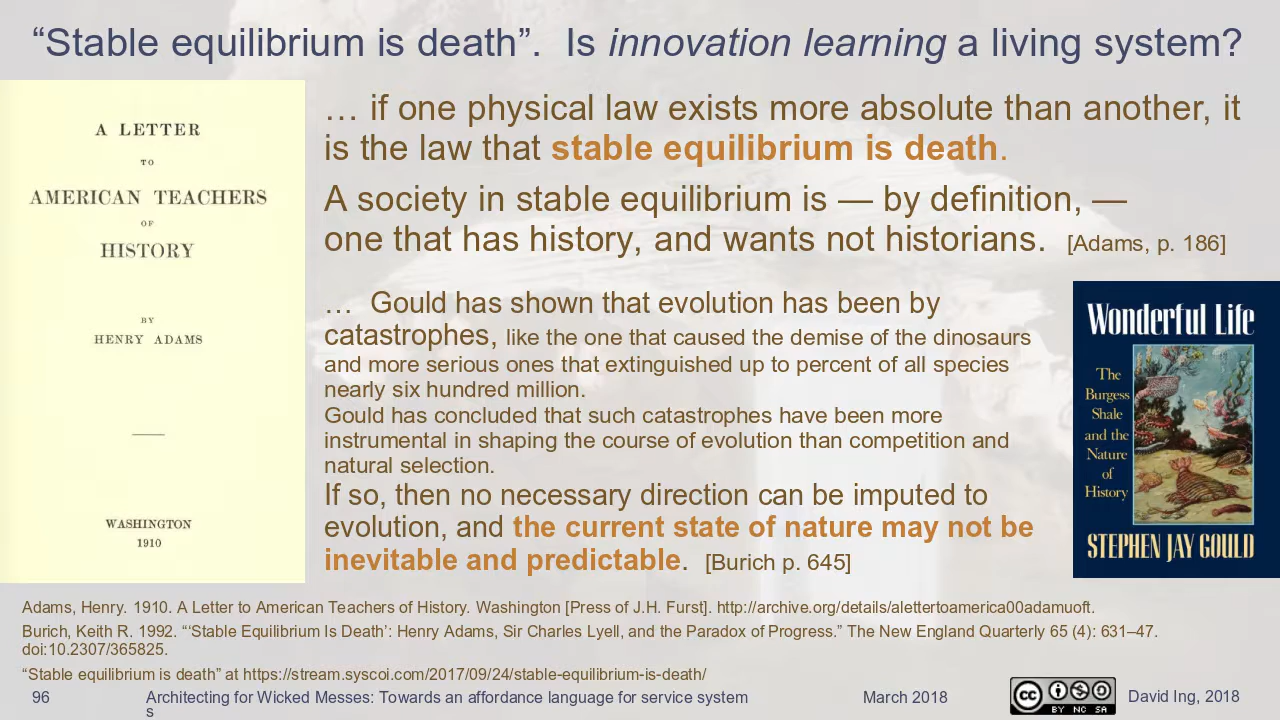 “Stable equilibrium is death”.  Is innovation learning a living system?
A LETTER
TO
AMERICAN TEACHERS
OF
HISTORY
BY
HENRY ADAMS
WASHINGTON
1910
… if one physical law exists more absolute than another, it
is the law that stable equilibrium is death.
A society in stable equilibrium is — by definition, —
one that has history, and wants not historians.  [Adams, p. 186]
…  Gould has shown that evolution has been by
catastrophes, like the one that caused the demise of the dinosaurs
and more serious ones that extinguished up to percent of all species
nearly six hundred million.
Gould has concluded that such catastrophes have been more
instrumental in shaping the course of evolution than competition and
natural selection.
If so, then no necessary direction can be imputed to
evolution, and the current state of nature may not be
inevitable and predictable.  [Burich p. 645]
Wonderful Life
The
Burgess
Shale
and the
Nature
of
History
STEPHEN JAY GOULD
Adams, Henry. 1910. A Letter to American Teachers of History. Washington [Press of J.H. Furst]. http://archive.org/details/alettertoamerica00adamuoft.
Burich, Keith R. 1992. “‘Stable Equilibrium Is Death’: Henry Adams, Sir Charles Lyell, and the Paradox of Progress.” The New England Quarterly 65 (4): 631–47.
doi:10.2307/365825.
“Stable equilibrium is death” at https://stream.syscoi.com/2017/09/24/stable-equilibrium-is-death/
96
Architecting for Wicked Messes: Towards an affordance language for service system
s
March 2018
cc
BY NC SA
David Ing, 2018